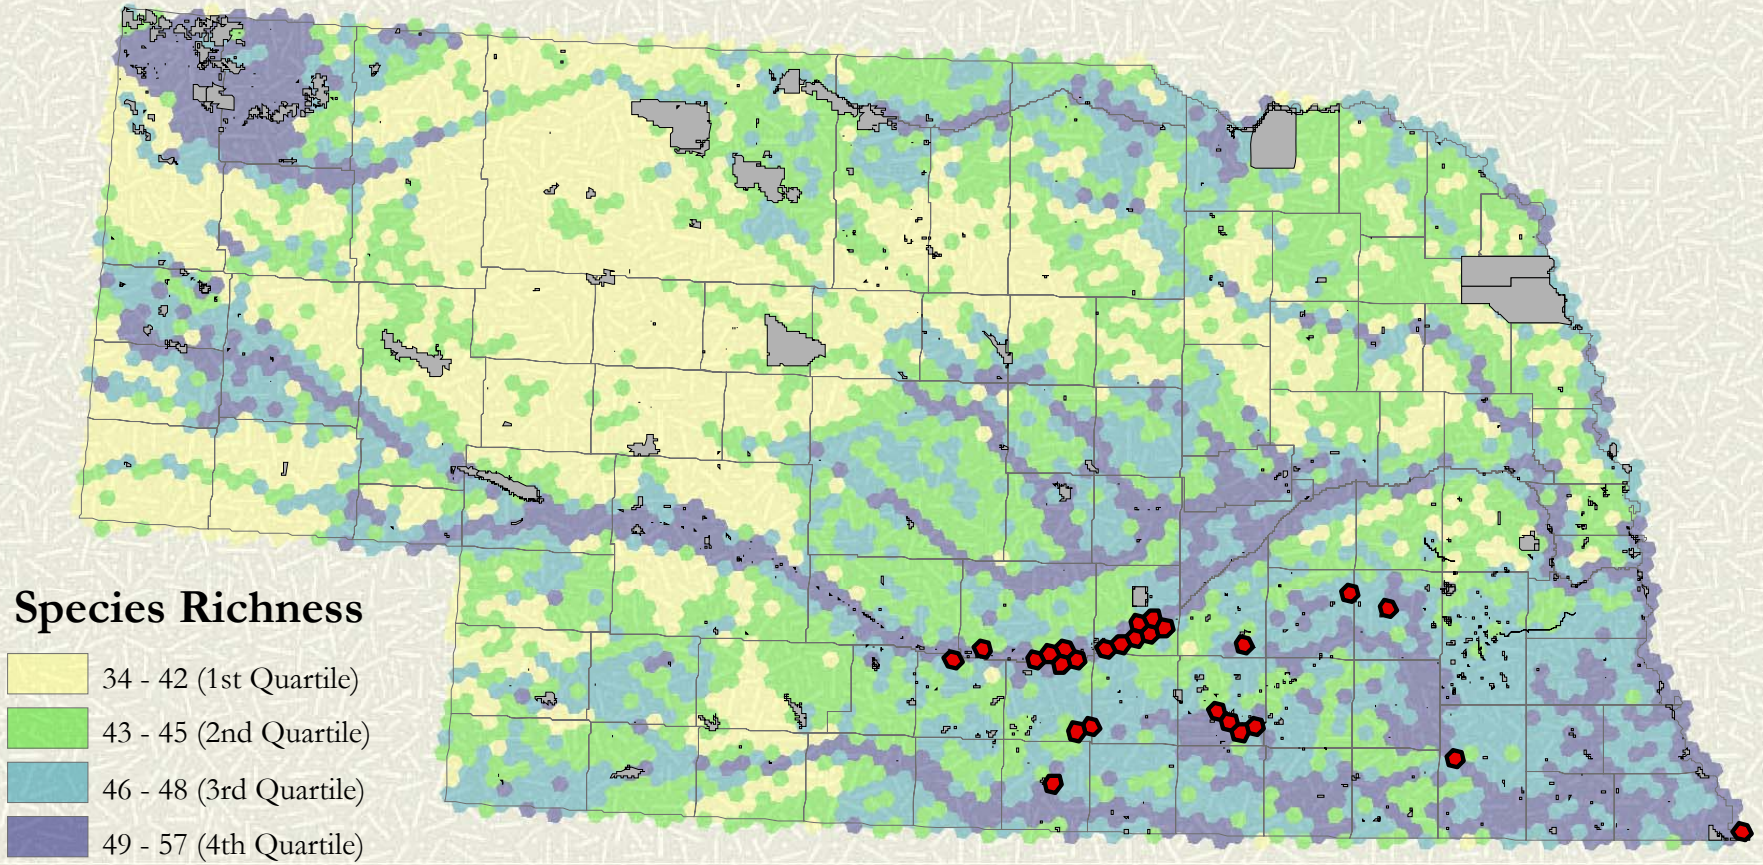 Species Richness
34 - 42 (1st Quartile)
43 - 45 (2nd Quartile)
46 - 48 (3rd Quartile)
49 - 57 (4th Quartile)